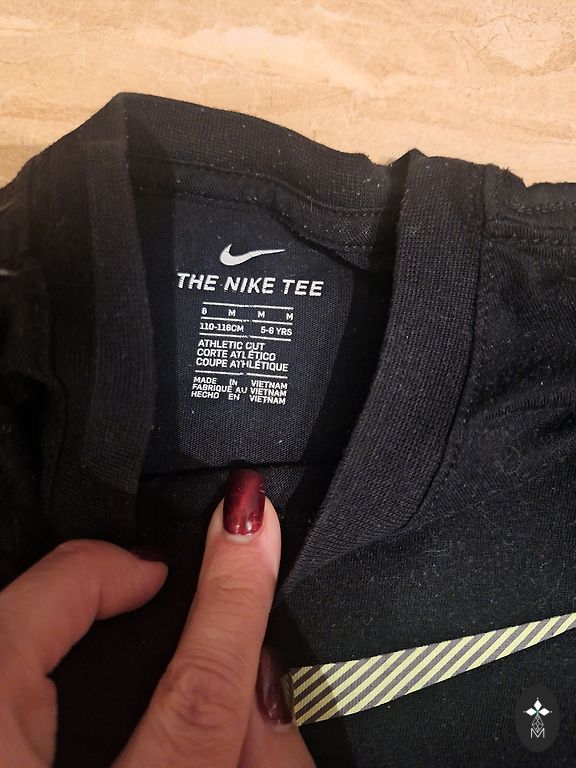 THE NIKE TEE
6 M M M
110-116CM 5-6 YRS
ATHLETIC CUT
CORTE ATLÉTICO
COUPE ATHLÉTIQUE
MADE IN VIETNAM
FABRIQUÉ AU VIETNAM
HECHO EN VIETNAM
M